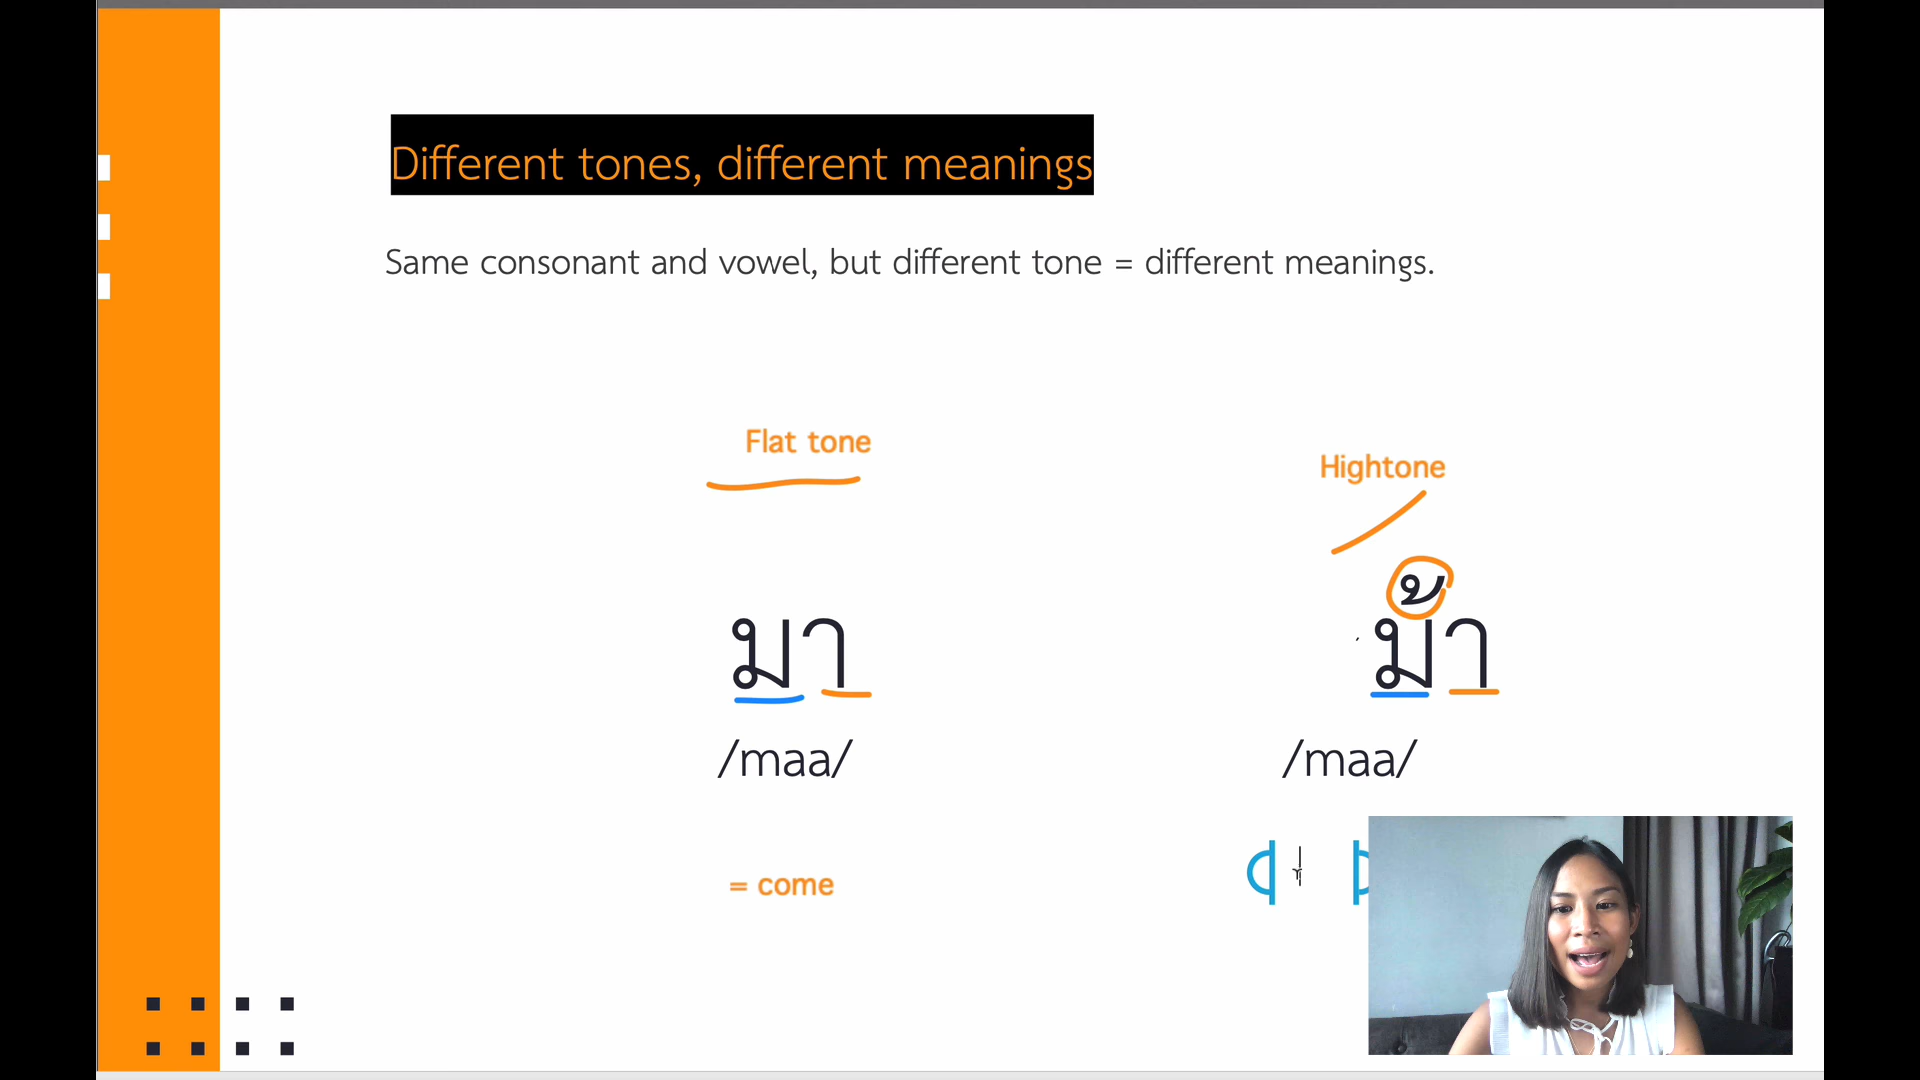 Different tones, different meanings
Same consonant and vowel, but different tone = different meanings.
Flat tone
Hightone
มา
ม้า
/maa/
/maa/
= come